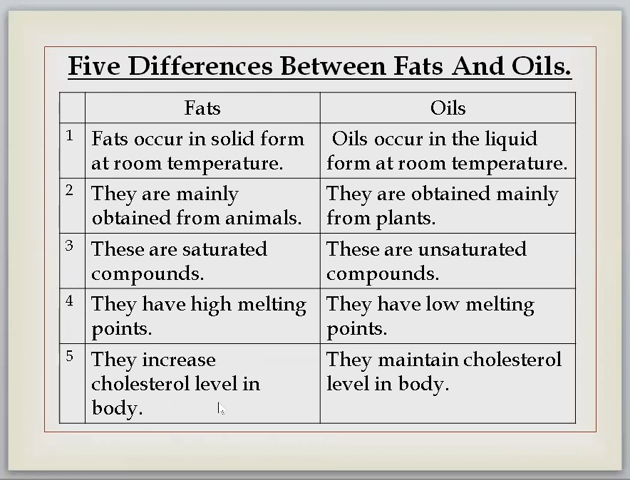 Five Differences Between Fats And Oils.
Fats
Oils
1
Fats occur in solid form
at room temperature.
Oils occur in the liquid
form at room temperature.
2
They are mainly
obtained from animals.
They are obtained mainly
from plants.
3
These are saturated
compounds.
These are unsaturated
compounds.
4
They have high melting
points.
They have low melting
points.
5
They increase
cholesterol level in
body.
They maintain cholesterol
level in body.